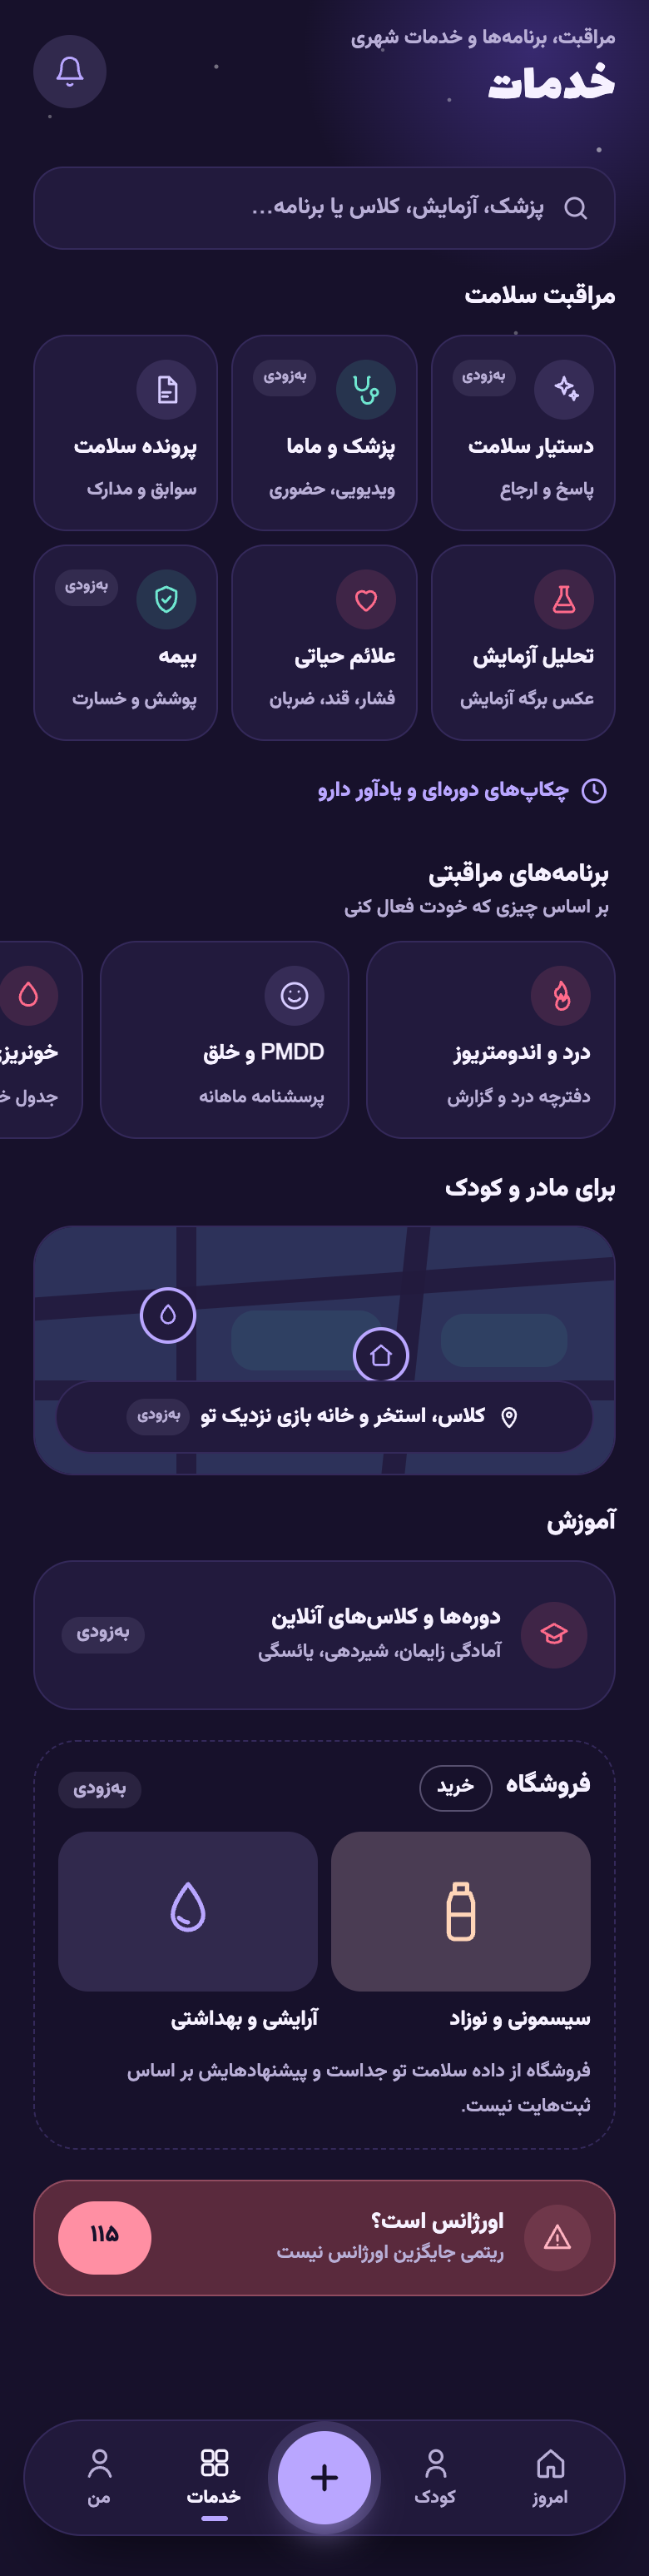 مراقبت، برنامه‌ها و خدمات شهری
خدمات
پزشک، آزمایش، کلاس یا برنامه...
مراقبت سلامت
به‌زودی
دستیار سلامت
پاسخ و ارجاع
به‌زودی
پزشک و ماما
ویدیویی، حضوری
پرونده سلامت
سوابق و مدارک
تحلیل آزمایش
عکس برگه آزمایش
علائم حیاتی
فشار، قند، ضربان
به‌زودی
بیمه
پوشش و خسارت
چکاپ‌های دوره‌ای و یادآور دارو
برنامه‌های مراقبتی
بر اساس چیزی که خودت فعال کنی
درد و اندومتریوز
دفترچه درد و گزارش
PMDD و خلق
پرسشنامه ماهانه
خونریزی
جدول
برای مادر و کودک
کلاس، استخر و خانه بازی نزدیک تو به‌زودی
آموزش
دوره‌ها و کلاس‌های آنلاین
آمادگی زایمان، شیردهی، یائسگی
به‌زودی
فروشگاه خرید به‌زودی
سیسمونی و نوزاد
آرایشی و بهداشتی
فروشگاه از داده سلامت تو جداست و پیشنهادهایش بر اساس
ثبت‌هایت نیست.
اورژانس است؟
ریتمی جایگزین اورژانس نیست
۱۱۵
امروز
کودک
خدمات
من